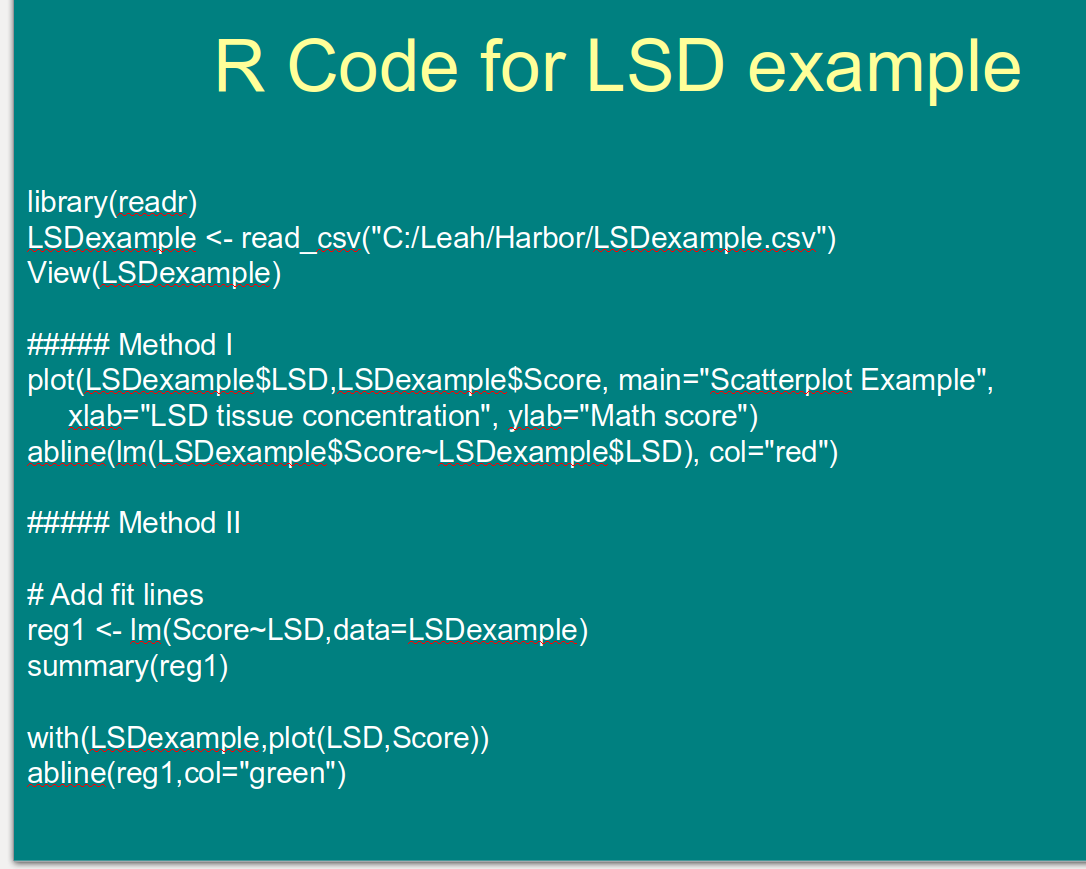 R Code for LSD example
library(readr)
LSDexample <- read_csv("C:/Leah/Harbor/LSDexample.csv")
View(LSDexample)
##### Method I
plot(LSDexample$LSD,LSDexample$Score, main="Scatterplot Example",
xlab="LSD tissue concentration", ylab="Math score")
abline(lm(LSDexample$Score~LSDexample$LSD), col="red")
##### Method II
# Add fit lines
reg1 <- lm(Score~LSD,data=LSDexample)
summary(reg1)
with(LSDexample,plot(LSD,Score))
abline(reg1,col="green")